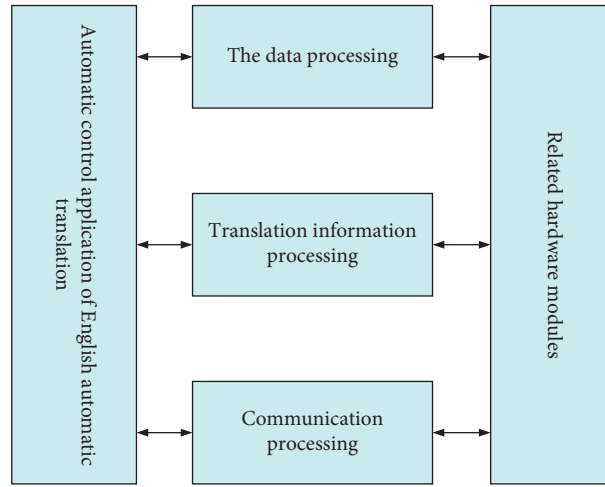 Automatic control application of English automatic
translation
The data processing
Translation information
processing
Communication
processing
Related hardware modules